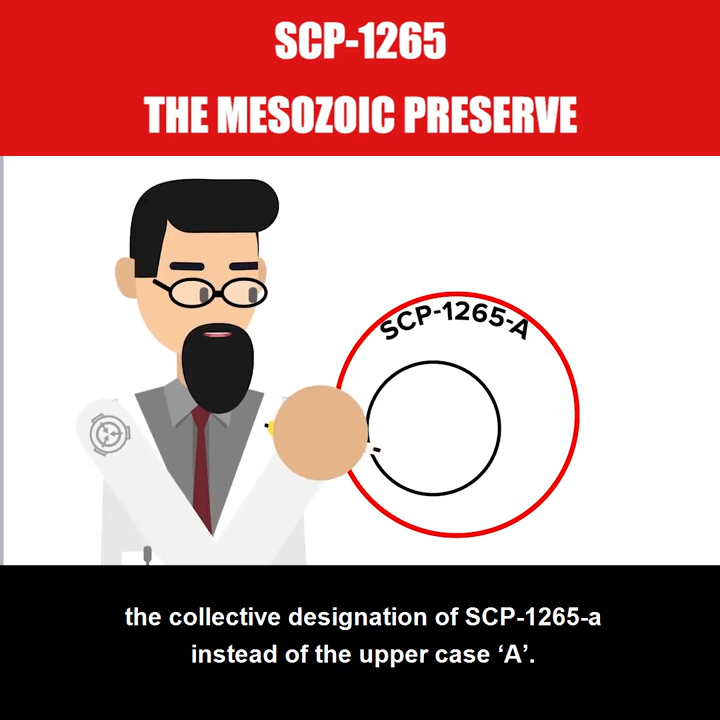 SCP-1265
THE MESOZOIC PRESERVE
SCP-1265-A
the collective designation of SCP-1265-a
instead of the upper case ‘A’.